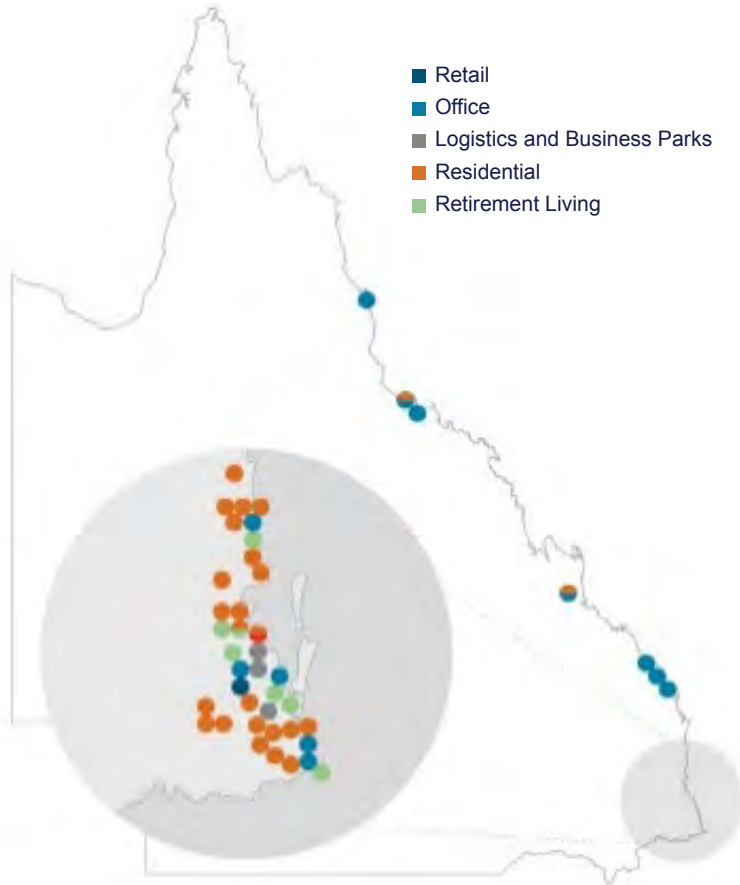 Retail
Office
Logistics and Business Parks
Residential
Retirement Living